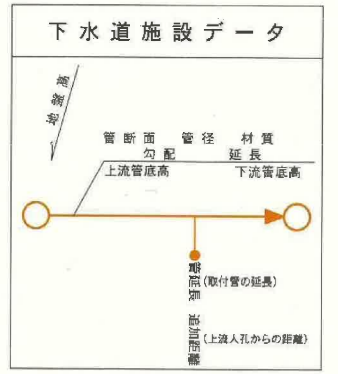 下水道施設データ
地盤高
管断面 管径 材質
勾配 延長
上流管底高 下流管底高
管延長 (取付管の延長)
追加距離 (上流人孔からの距離)